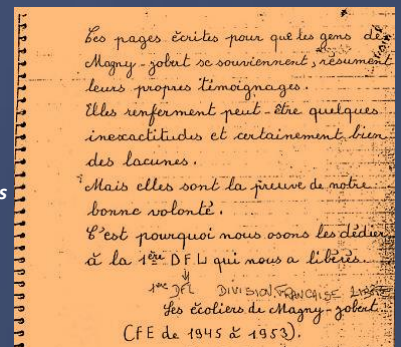 Ces pages écrites pour que les gens de
Magny-jobert se souviennent, résument
leurs propres témoignages.
Elles renferment peut-être quelques
inexactitudes et certainement bien
des lacunes.
Mais elles sont la preuve de notre
bonne volonté.
C'est pourquoi nous osons les dédier
à la 1ère DFL qui nous a libérés.
1ère DFL DIVISION FRANCAISE LIBRE
Les écoliers de Magny-jobert
(CFE de 1945 à 1953).
s